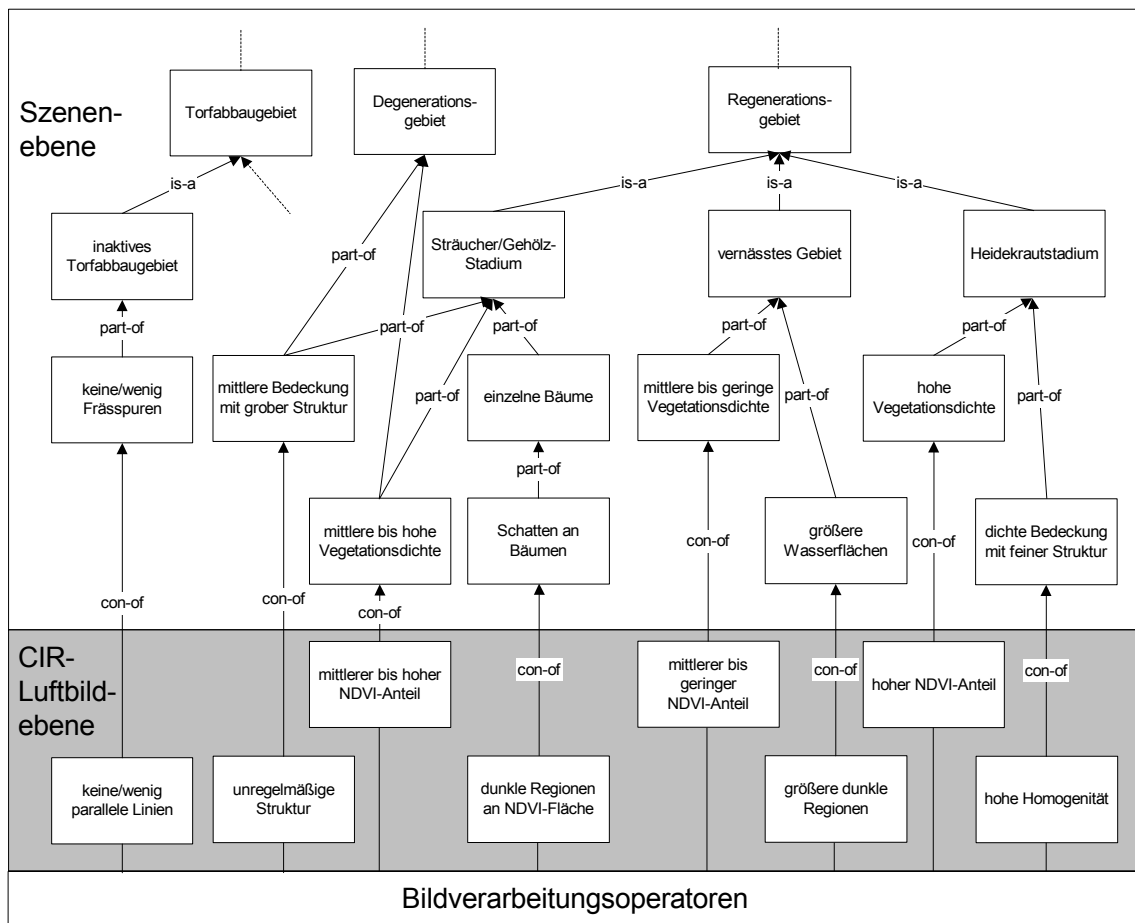 Szenen-
ebene
Torfabbaugebiet
Degenerations-
gebiet
Regenerations-
gebiet
is-a
is-a
is-a
is-a
inaktives
Torfabbaugebiet
part-of
Sträucher/Gehölz-
Stadium
vernässtes Gebiet
Heidekrautstadium
part-of
part-of
part-of
part-of
part-of
keine/wenig
Frässpuren
mittlere Bedeckung
mit grober Struktur
part-of
einzelne Bäume
mittlere bis geringe
Vegetationsdichte
part-of
hohe
Vegetationsdichte
part-of
part-of
mittlere bis hohe
Vegetationsdichte
Schatten an
Bäumen
con-of
größere
Wasserflächen
con-of
dichte Bedeckung
mit feiner Struktur
con-of
con-of
con-of
CIR-
Luftbild-
ebene
mittlerer bis hoher
NDVI-Anteil
con-of
mittlerer bis
geringer
NDVI-Anteil
con-of
hoher NDVI-Anteil
con-of
keine/wenig
parallele Linien
unregelmäßige
Struktur
dunkle Regionen
an NDVI-Fläche
größere dunkle
Regionen
hohe Homogenität
Bildverarbeitungsoperatoren